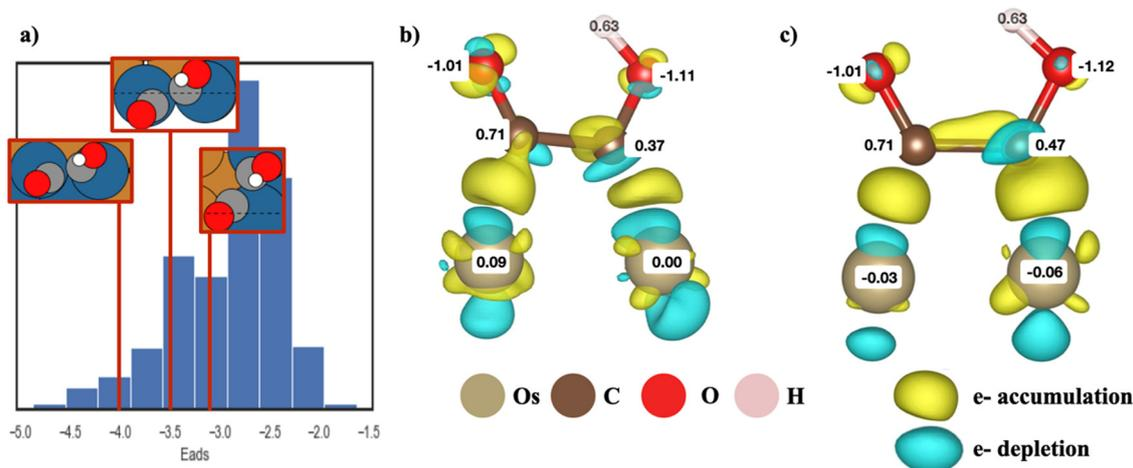 a)
−5.0 −4.5 −4.0 −3.5 −3.0 −2.5 −2.0 −1.5
Eads
b)
0.63
-1.01
-1.11
0.71
0.37
0.09
0.00
c)
0.63
-1.01
-1.12
0.71
0.47
-0.03
-0.06
Os C O H
e- accumulation
e- depletion